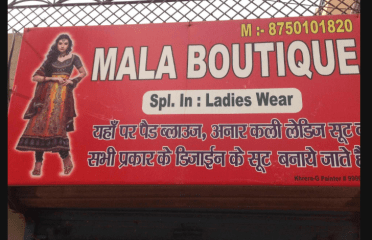 M :- 8750101820
MALA BOUTIQUE
Spl. In : Ladies Wear
यहाँ पर पैड ब्लाउज, अनार कली लेडिज सूट
सभी प्रकार के डिजाईन के सूट बनाये जाते है